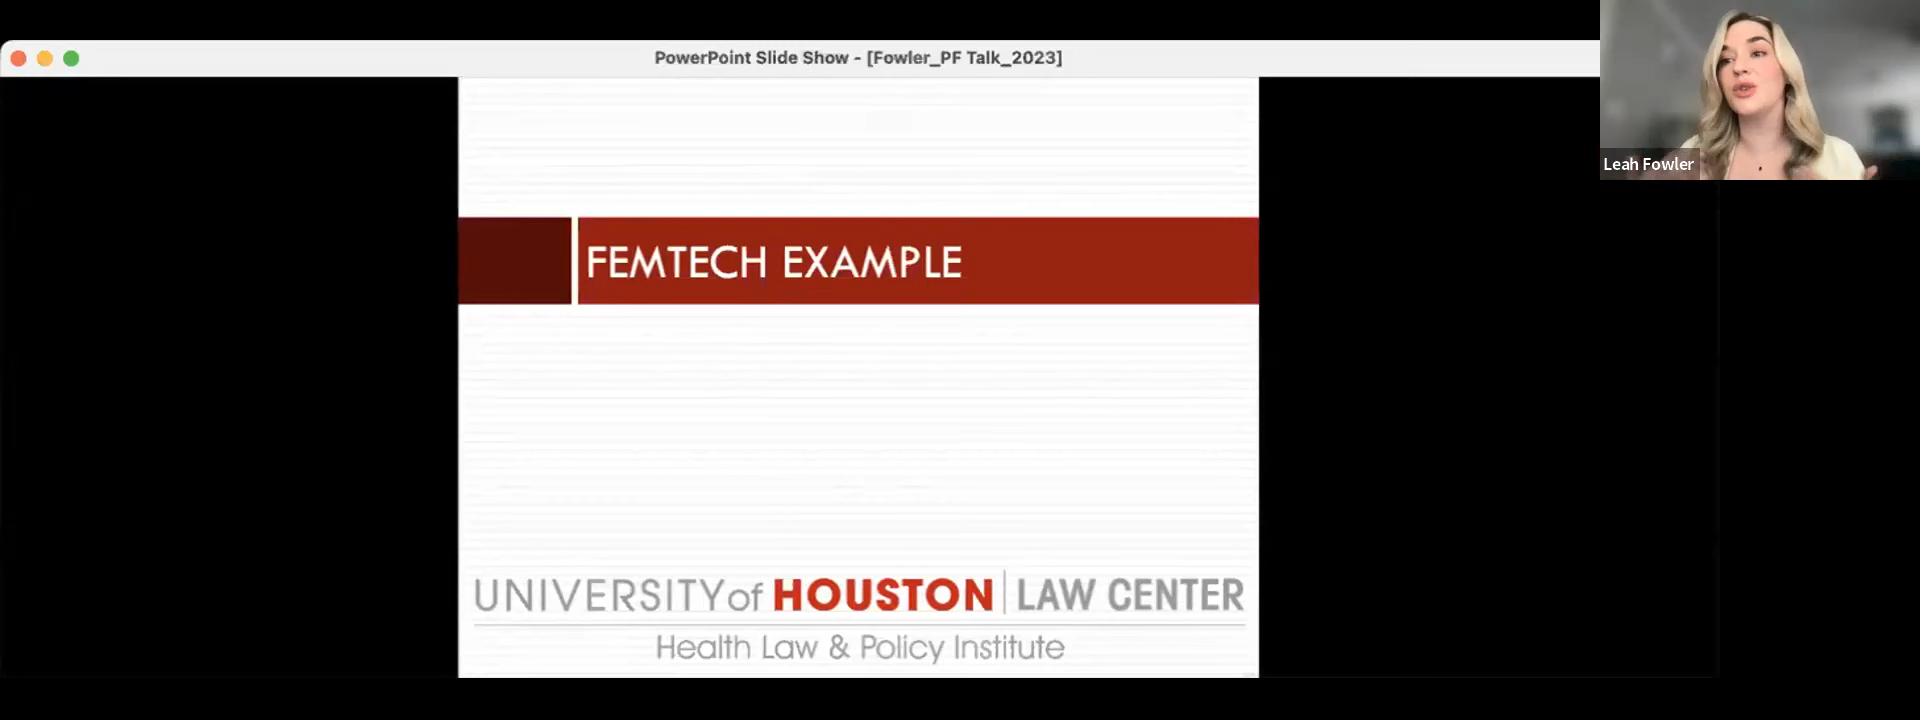 PowerPoint Slide Show - [Fowler_PF Talk_2023]
Leah Fowler
FEMTECH EXAMPLE
UNIVERSITY of HOUSTON | LAW CENTER
Health Law & Policy Institute